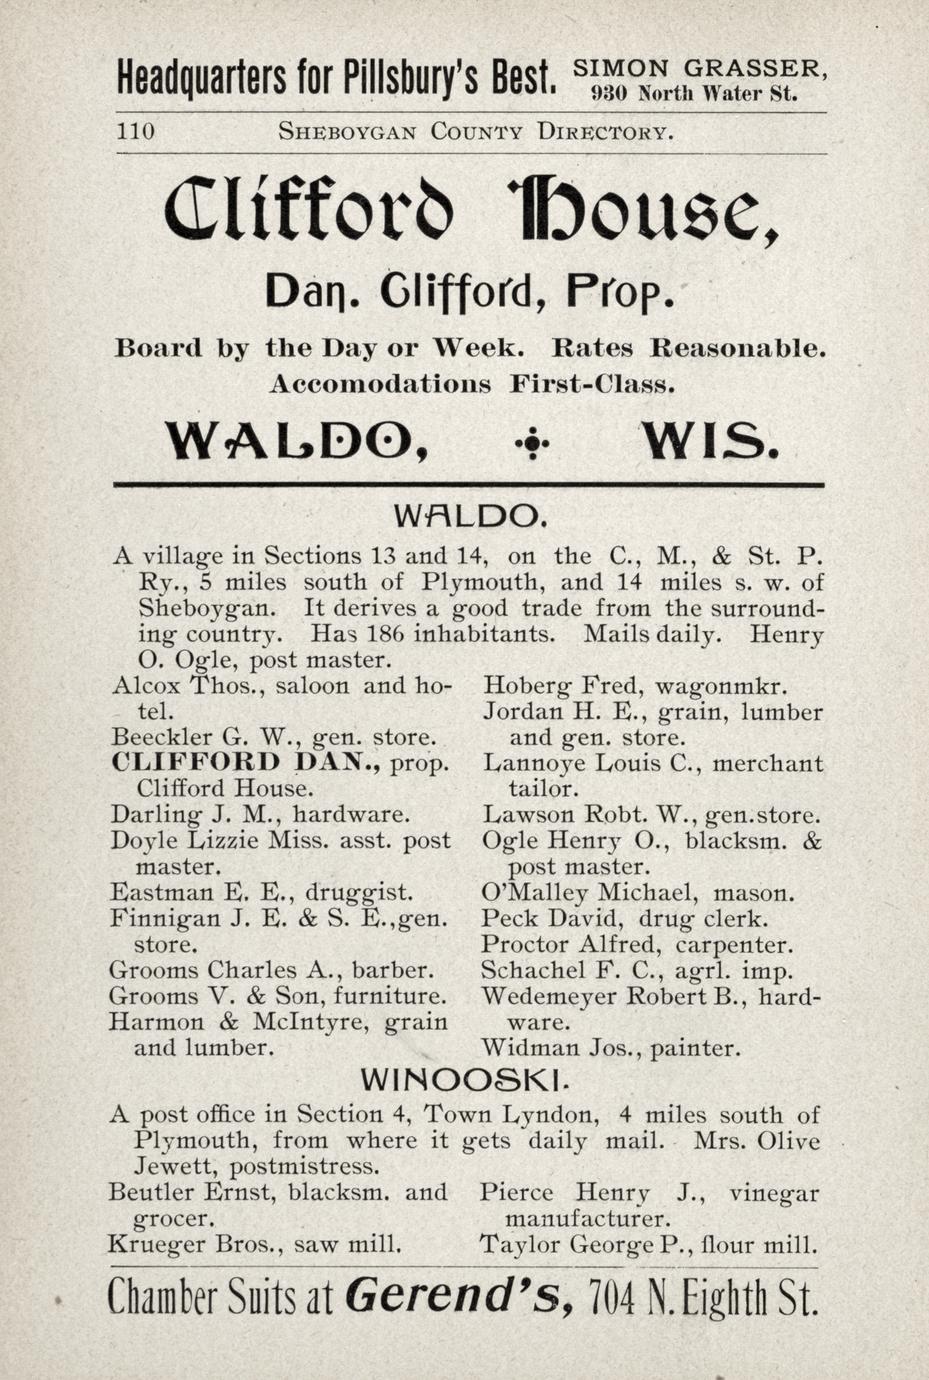 Headquarters for Pillsbury's Best. SIMON GRASSER,
930 North Water St.
110 SHEBOYGAN COUNTY DIRECTORY.
Clifford House,
Dan. Clifford, Prop.
Board by the Day or Week. Rates Reasonable.
Accomodations First-Class.
WALDO, WIS.
WALDO.
A village in Sections 13 and 14, on the C., M., & St. P.
Ry., 5 miles south of Plymouth, and 14 miles s. w. of
Sheboygan. It derives a good trade from the surround-
ing country. Has 186 inhabitants. Mails daily. Henry
O. Ogle, post master.
Alcox Thos., saloon and ho-
tel.
Beeckler G. W., gen. store.
CLIFFORD DAN., prop.
Clifford House.
Darling J. M., hardware.
Doyle Lizzie Miss. asst. post
master.
Eastman E. E., druggist.
Finnigan J. E. & S. E.,gen.
store.
Grooms Charles A., barber.
Grooms V. & Son, furniture.
Harmon & McIntyre, grain
and lumber.
Hoberg Fred, wagonmkr.
Jordan H. E., grain, lumber
and gen. store.
Lannoye Louis C., merchant
tailor.
Lawson Robt. W., gen.store.
Ogle Henry O., blacksm. &
post master.
O'Malley Michael, mason.
Peck David, drug clerk.
Proctor Alfred, carpenter.
Schachel F. C., agrl. imp.
Wedemeyer Robert B., hard-
ware.
Widman Jos., painter.
WINOOSKI.
A post office in Section 4, Town Lyndon, 4 miles south of
Plymouth, from where it gets daily mail. Mrs. Olive
Jewett, postmistress.
Beutler Ernst, blacksm. and
grocer.
Krueger Bros., saw mill.
Pierce Henry J., vinegar
manufacturer.
Taylor George P., flour mill.
Chamber Suits at Gerend's, 704 N. Eighth St.